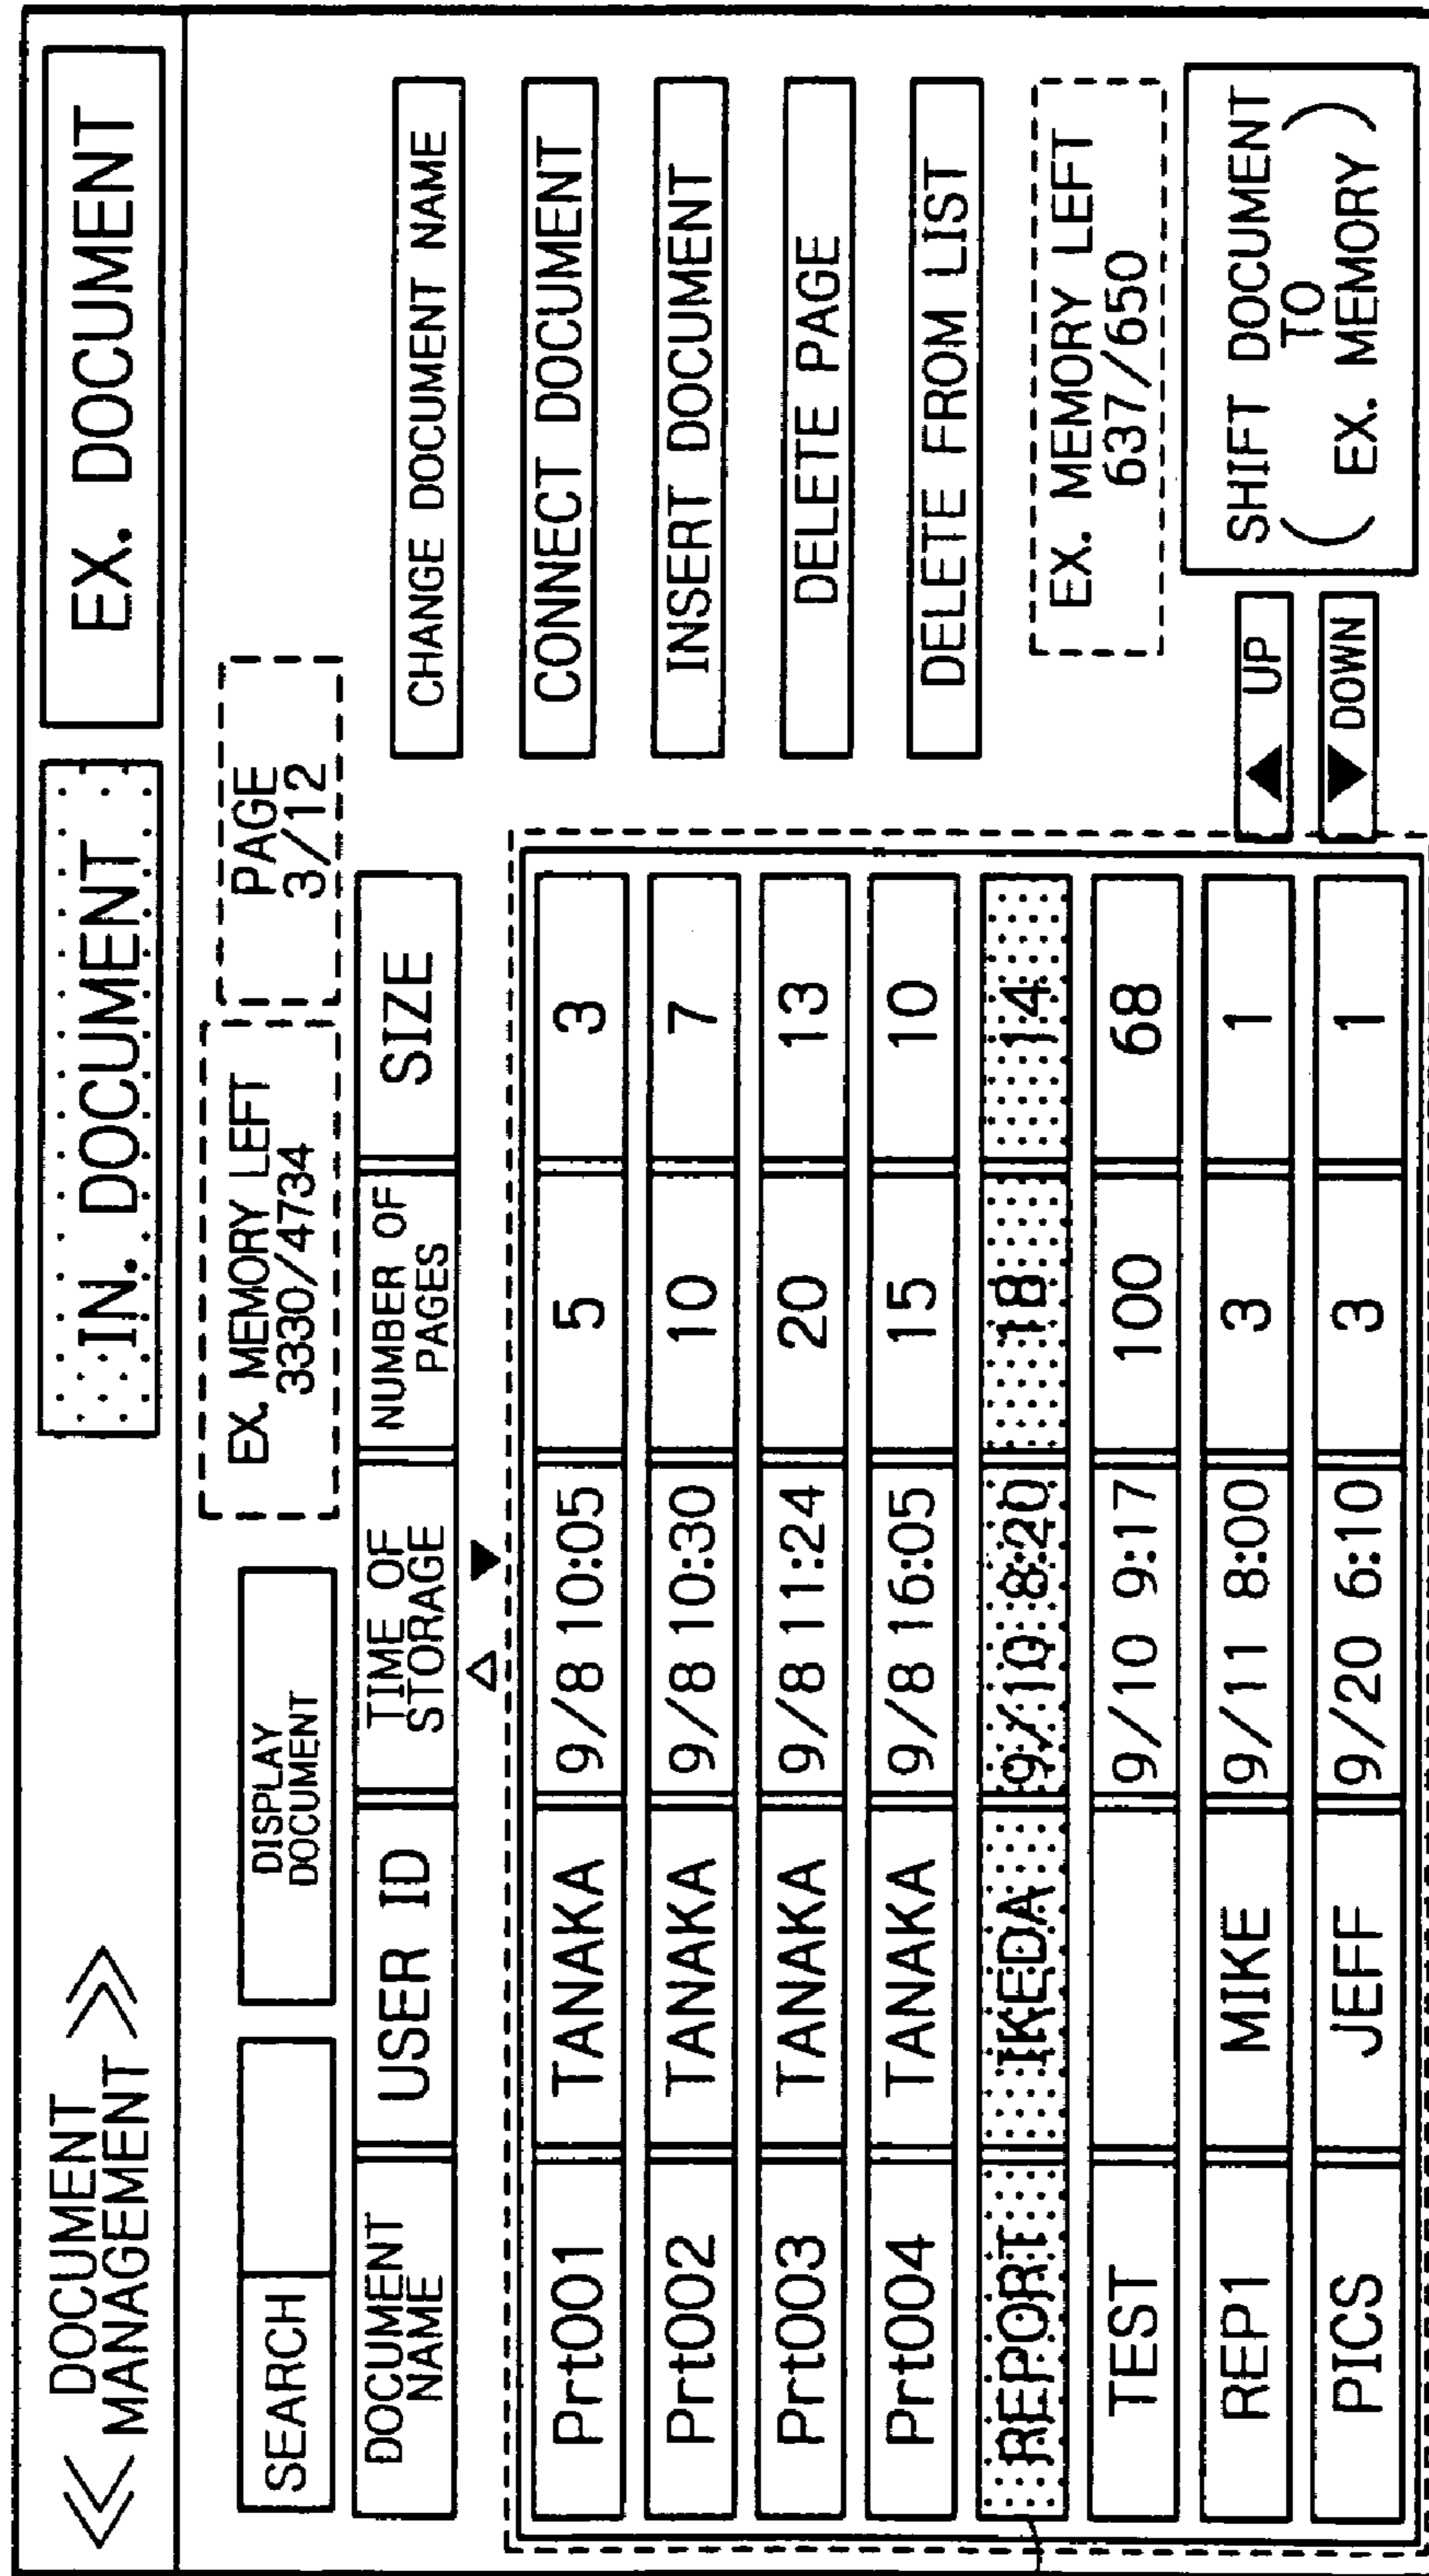 << DOCUMENT
MANAGEMENT >>
IN. DOCUMENT
EX. DOCUMENT
SEARCH
DISPLAY
DOCUMENT
EX. MEMORY LEFT
3330/4734
PAGE
3/12
DOCUMENT
NAME
USER ID
TIME OF
STORAGE
NUMBER OF
PAGES
SIZE
△ ▼
Prt001 TANAKA 9/8 10:05 5 3
Prt002 TANAKA 9/8 10:30 10 7
Prt003 TANAKA 9/8 11:24 20 13
Prt004 TANAKA 9/8 16:05 15 10
REPORT IKEDA 9/10 8:20 18 14
TEST 9/10 9:17 100 68
REP1 MIKE 9/11 8:00 3 1
PICS JEFF 9/20 6:10 3 1
CHANGE DOCUMENT NAME
CONNECT DOCUMENT
INSERT DOCUMENT
DELETE PAGE
DELETE FROM LIST
EX. MEMORY LEFT
637/650
▲ UP
▼ DOWN
SHIFT DOCUMENT
TO
( EX. MEMORY )